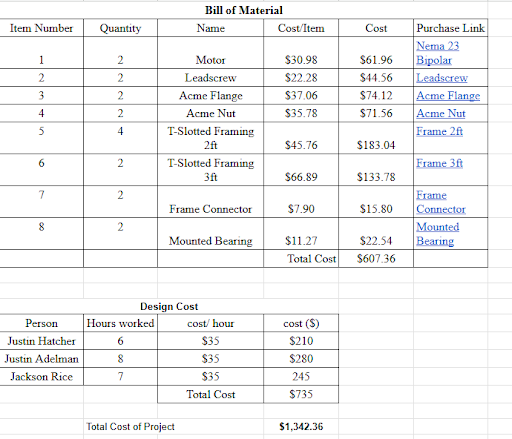 Bill of Material
Item Number Quantity Name Cost/Item Cost Purchase Link
1 2 Motor $30.98 $61.96 Nema 23 Bipolar
2 2 Leadscrew $22.28 $44.56 Leadscrew
3 2 Acme Flange $37.06 $74.12 Acme Flange
4 2 Acme Nut $35.78 $71.56 Acme Nut
5 4 T-Slotted Framing 2ft $45.76 $183.04 Frame 2ft
6 2 T-Slotted Framing 3ft $66.89 $133.78 Frame 3ft
7 2 Frame Connector $7.90 $15.80 Frame Connector
8 2 Mounted Bearing $11.27 $22.54 Mounted Bearing
Total Cost $607.36
Design Cost
Person Hours worked cost/ hour cost ($)
Justin Hatcher 6 $35 $210
Justin Adelman 8 $35 $280
Jackson Rice 7 $35 245
Total Cost $735
Total Cost of Project $1,342.36